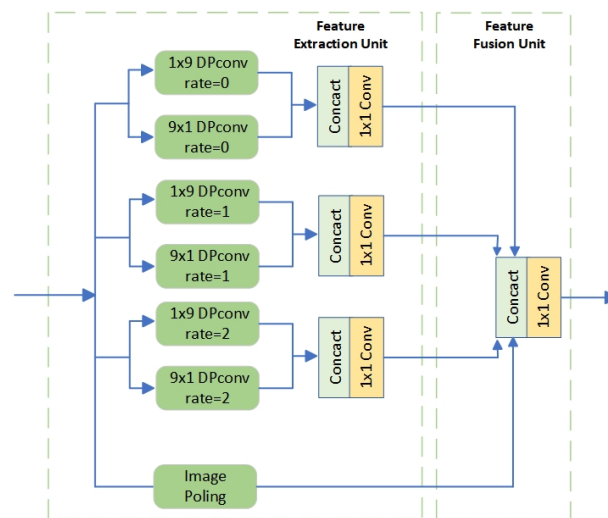 Feature
Extraction Unit
Feature
Fusion Unit
1x9 DPconv
rate=0
9x1 DPconv
rate=0
Concact
1x1 Conv
1x9 DPconv
rate=1
9x1 DPconv
rate=1
Concact
1x1 Conv
1x9 DPconv
rate=2
9x1 DPconv
rate=2
Concact
1x1 Conv
Concact
1x1 Conv
Image
Poling